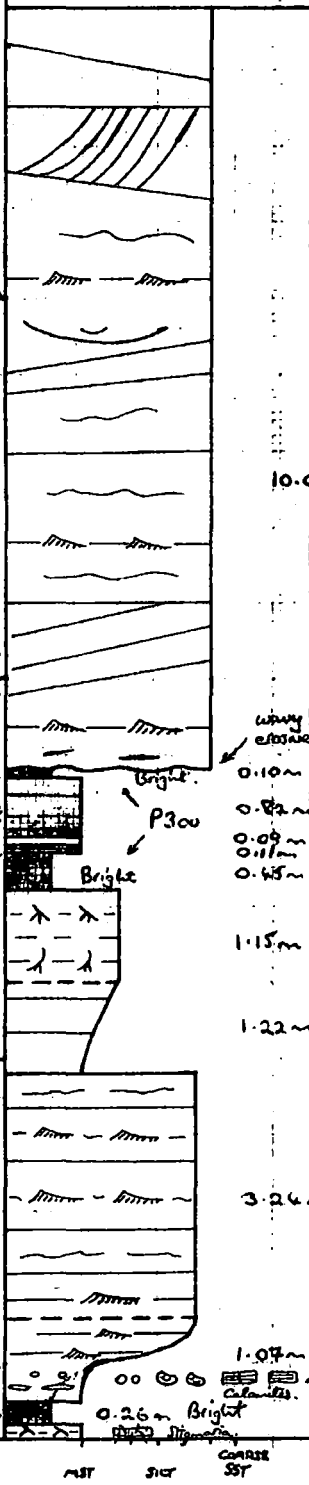 10.0
wavy
erosive
Bright.
0.10m
0.82m
P300
0.09m
0.11m
0.45m
Bright
1.15m
1.22m
3.24
1.07m
Calamites.
0.26m Bright
Stigmaria
MST SILT COARSE
SST